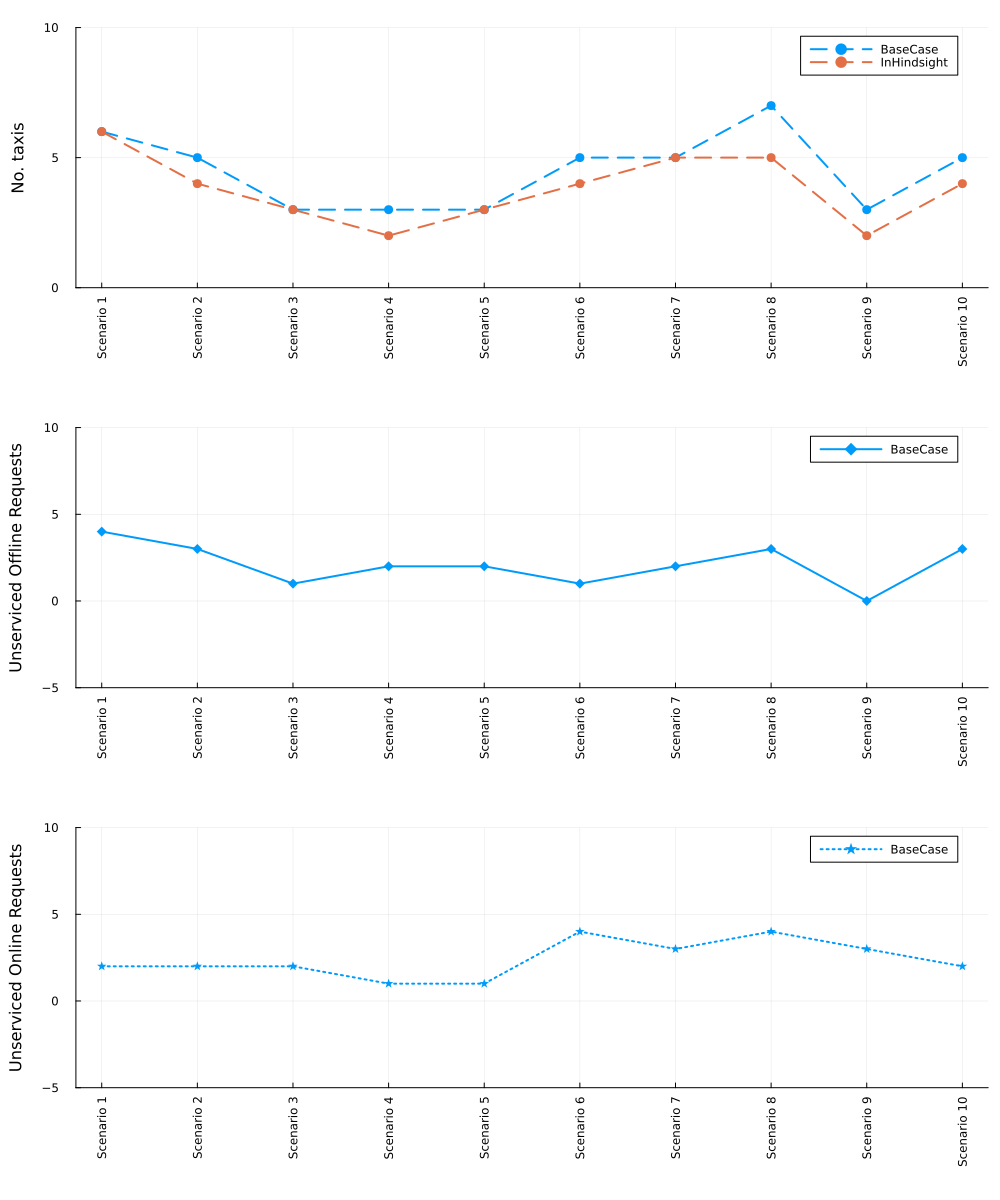 No. taxis
10
5
0
BaseCase
InHindsight
Scenario 1
Scenario 2
Scenario 3
Scenario 4
Scenario 5
Scenario 6
Scenario 7
Scenario 8
Scenario 9
Scenario 10
Unserviced Offline Requests
10
5
0
−5
BaseCase
Scenario 1
Scenario 2
Scenario 3
Scenario 4
Scenario 5
Scenario 6
Scenario 7
Scenario 8
Scenario 9
Scenario 10
Unserviced Online Requests
10
5
0
−5
BaseCase
Scenario 1
Scenario 2
Scenario 3
Scenario 4
Scenario 5
Scenario 6
Scenario 7
Scenario 8
Scenario 9
Scenario 10